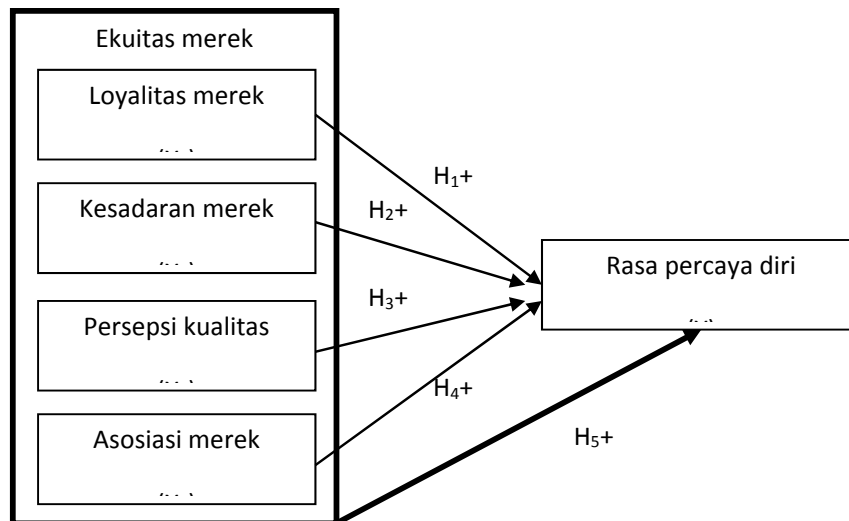 Ekuitas merek
Loyalitas merek
H₁+
Kesadaran merek
H₂+
Rasa percaya diri
Persepsi kualitas
H₃+
Asosiasi merek
H₄+
H₅+